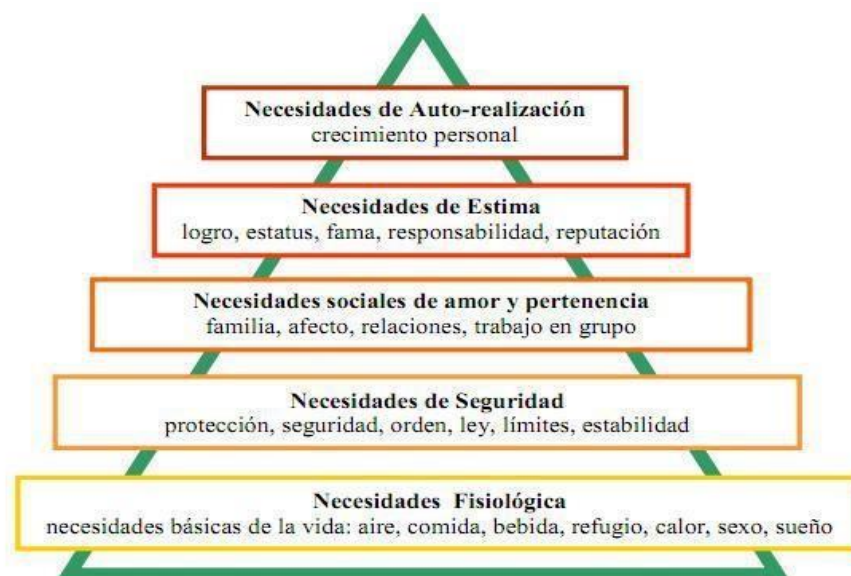 Necesidades de Auto-realización
crecimiento personal
Necesidades de Estima
logro, estatus, fama, responsabilidad, reputación
Necesidades sociales de amor y pertenencia
familia, afecto, relaciones, trabajo en grupo
Necesidades de Seguridad
protección, seguridad, orden, ley, límites, estabilidad
Necesidades Fisiológica
necesidades básicas de la vida: aire, comida, bebida, refugio, calor, sexo, sueño